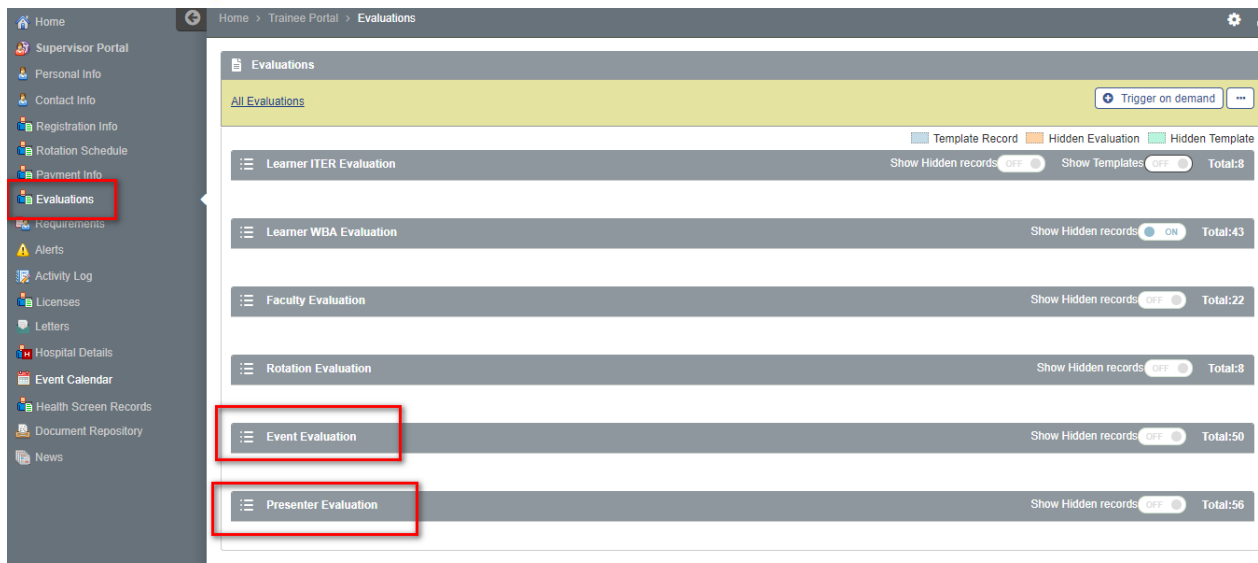 Home
Supervisor Portal
Personal Info
Contact Info
Registration Info
Rotation Schedule
Payment Info
Evaluations
Requirements
Alerts
Activity Log
Licenses
Letters
Hospital Details
Event Calendar
Health Screen Records
Document Repository
News
Home > Trainee Portal > Evaluations
Evaluations
All Evaluations
Trigger on demand ...
Template Record Hidden Evaluation Hidden Template
Learner ITER Evaluation Show Hidden records OFF Show Templates OFF Total:8
Learner WBA Evaluation Show Hidden records ON Total:43
Faculty Evaluation Show Hidden records OFF Total:22
Rotation Evaluation Show Hidden records OFF Total:8
Event Evaluation Show Hidden records OFF Total:50
Presenter Evaluation Show Hidden records OFF Total:56